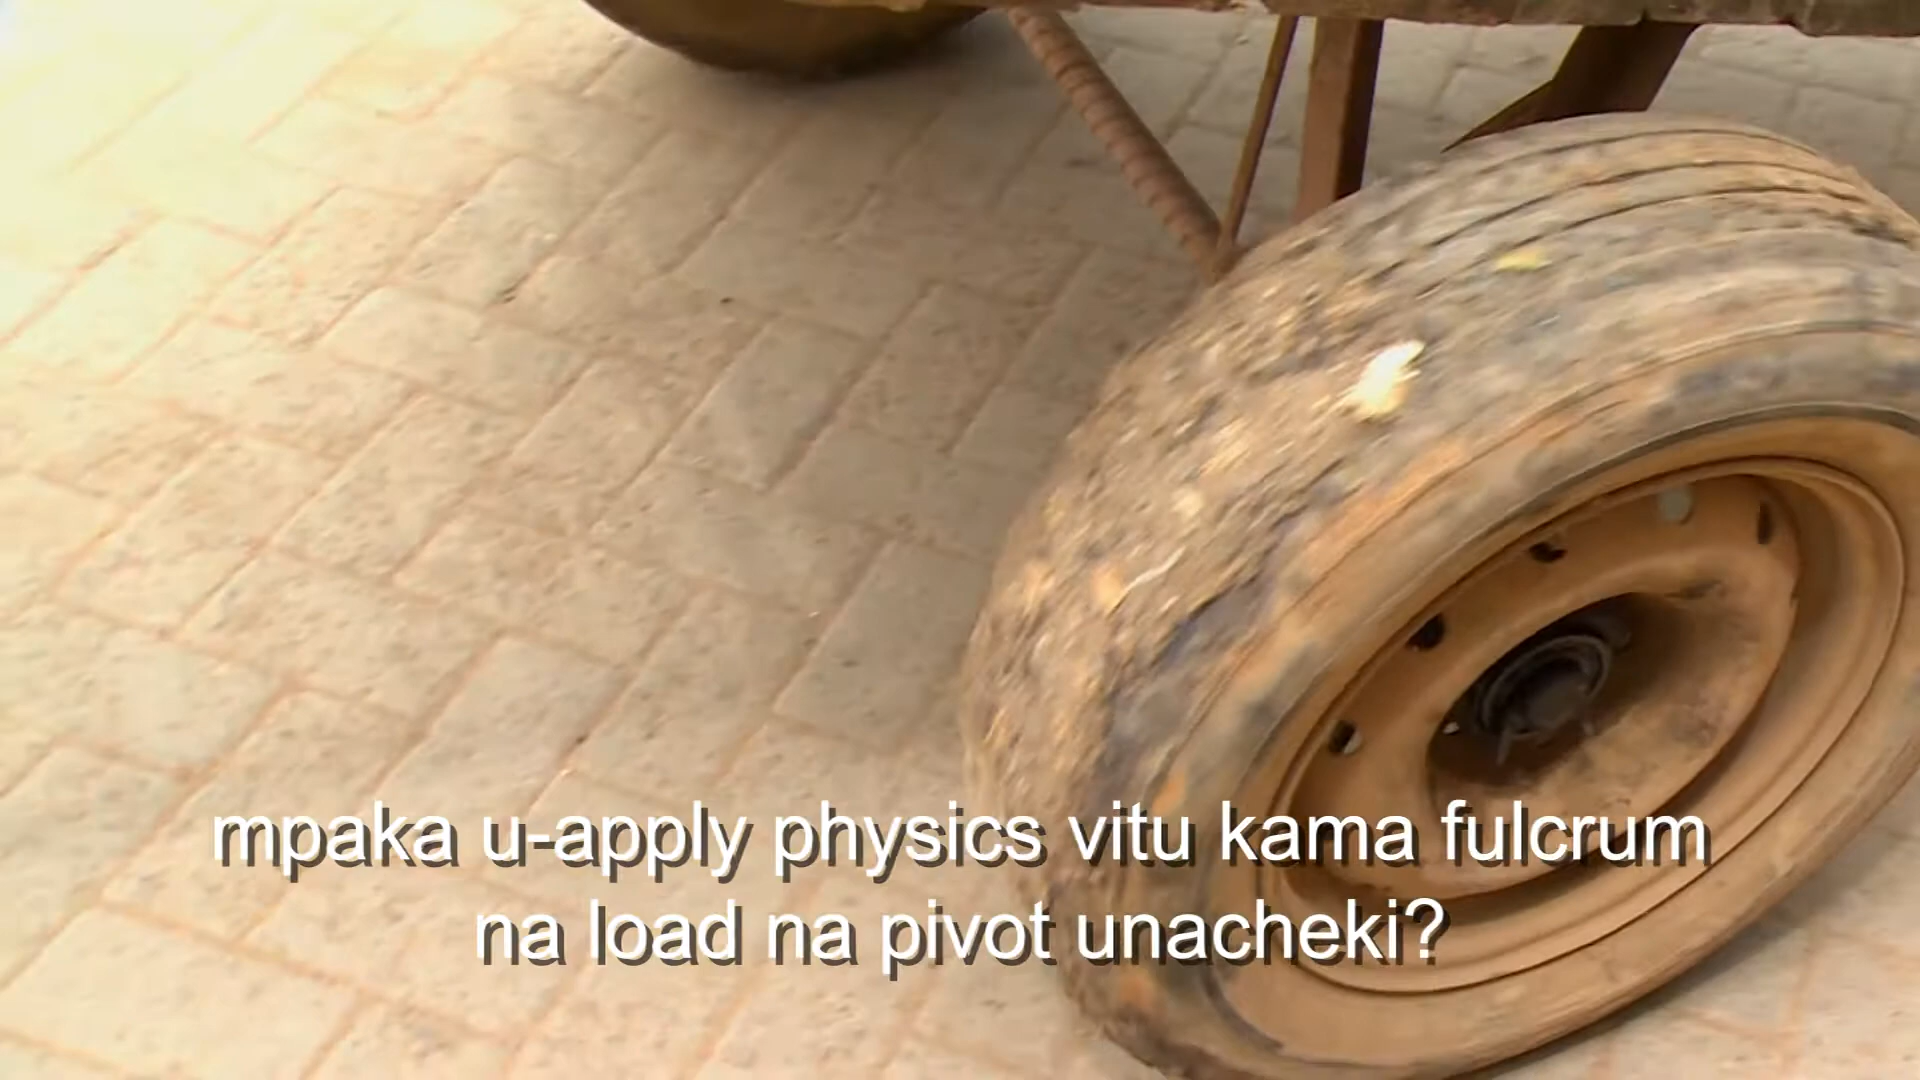 mpaka u-apply physics vitu kama fulcrum
na load na pivot unacheki?